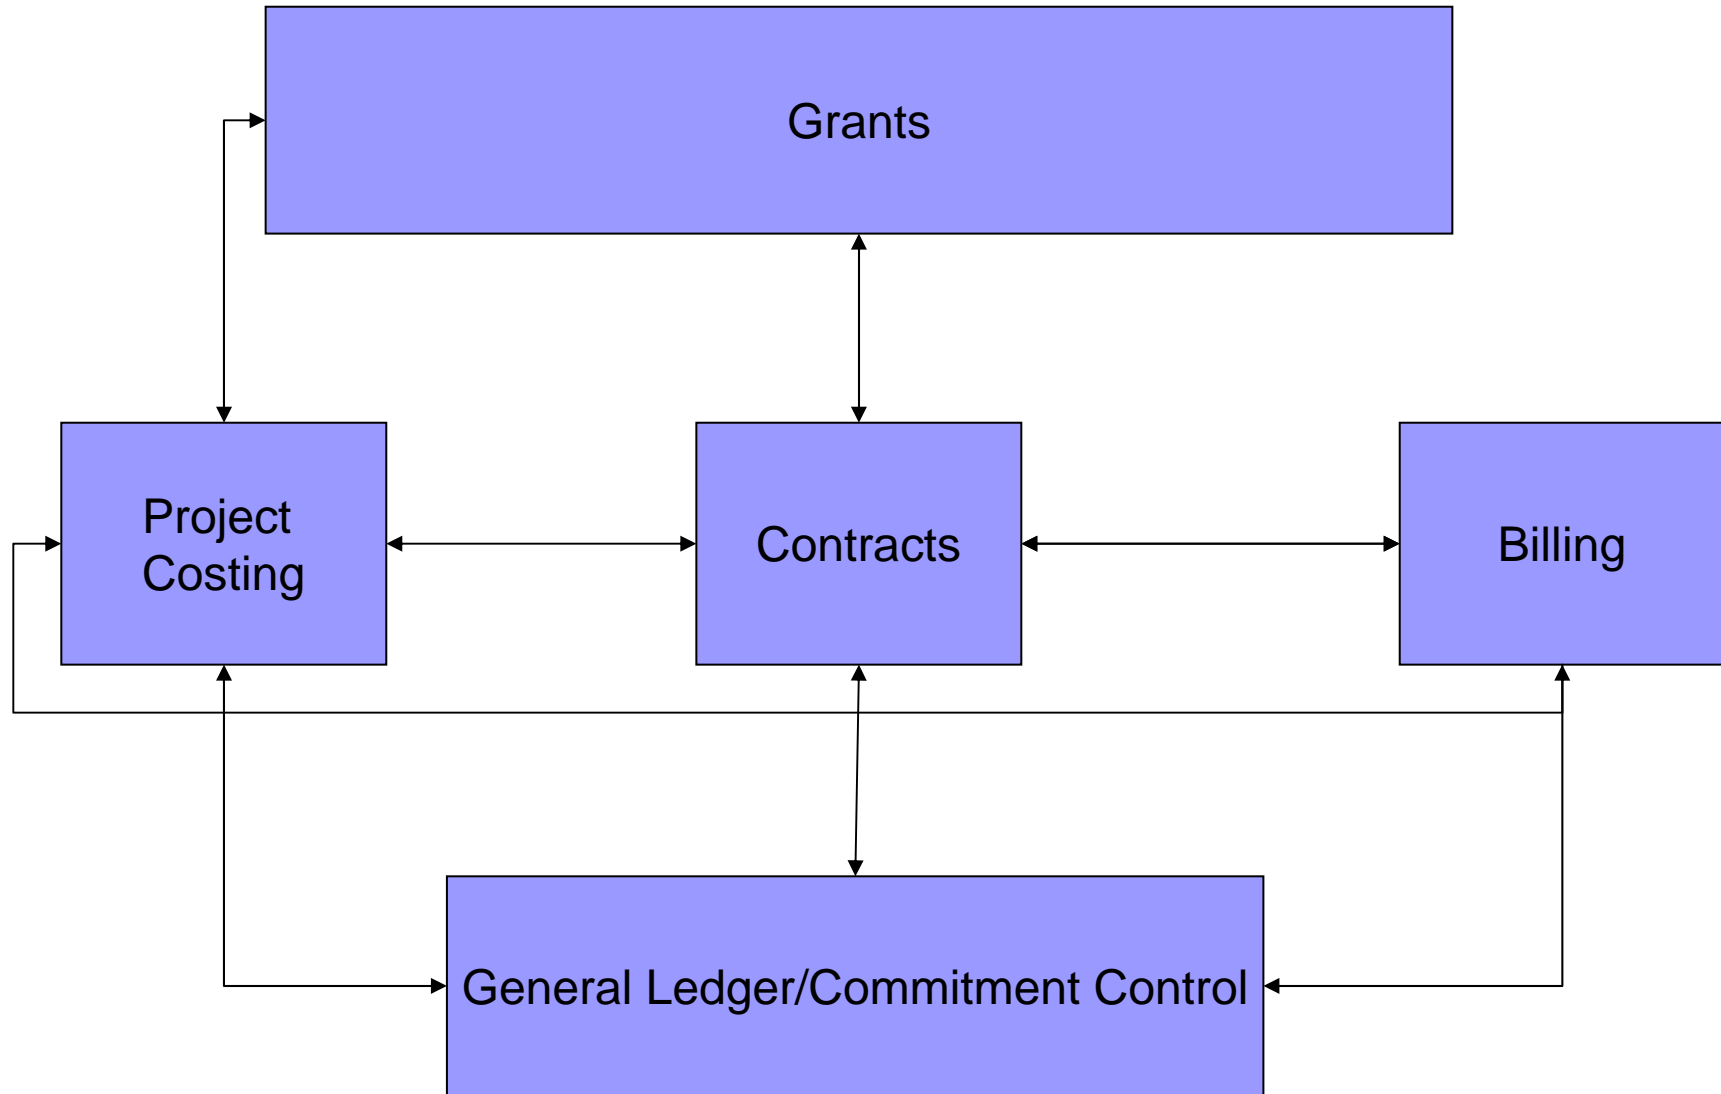 Grants
Project
Costing
Contracts
Billing
General Ledger/Commitment Control